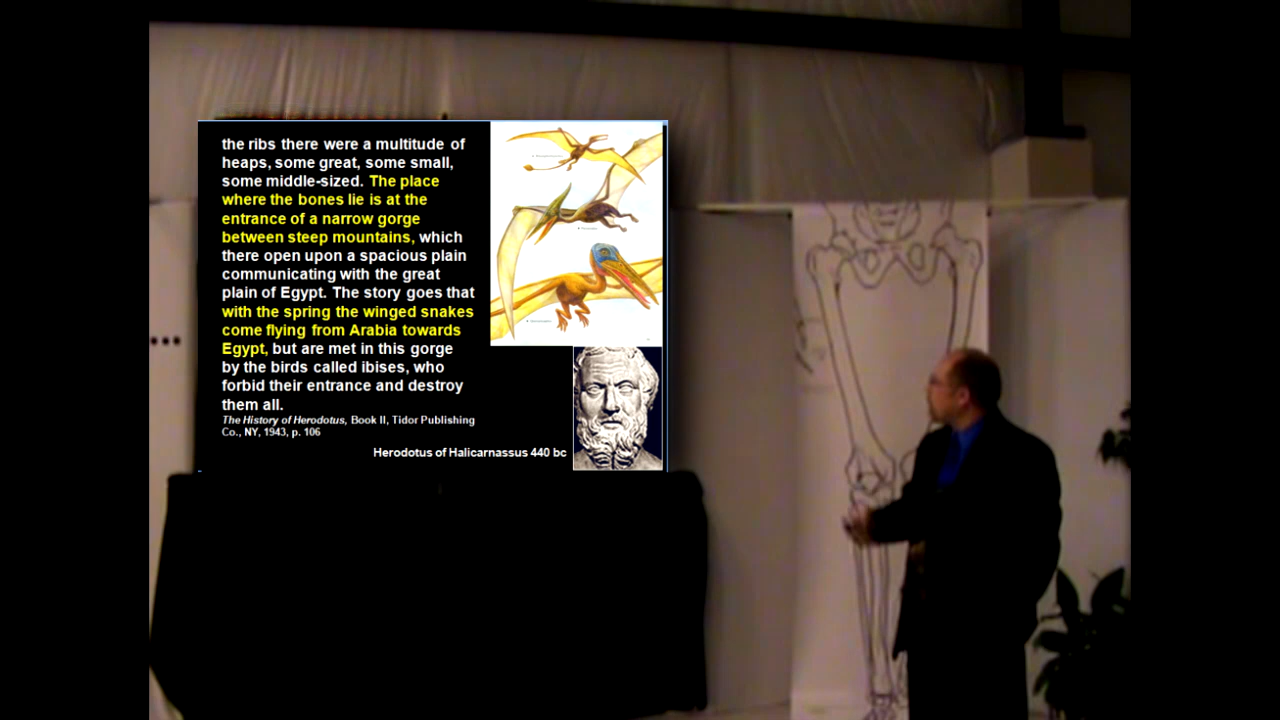 the ribs there were a multitude of
heaps, some great, some small,
some middle-sized. The place
where the bones lie is at the
entrance of a narrow gorge
between steep mountains, which
there open upon a spacious plain
communicating with the great
plain of Egypt. The story goes that
with the spring the winged snakes
come flying from Arabia towards
Egypt, but are met in this gorge
by the birds called ibises, who
forbid their entrance and destroy
them all.
The History of Herodotus, Book II, Tidor Publishing
Co., NY, 1943, p. 106
Herodotus of Halicarnassus 440 bc